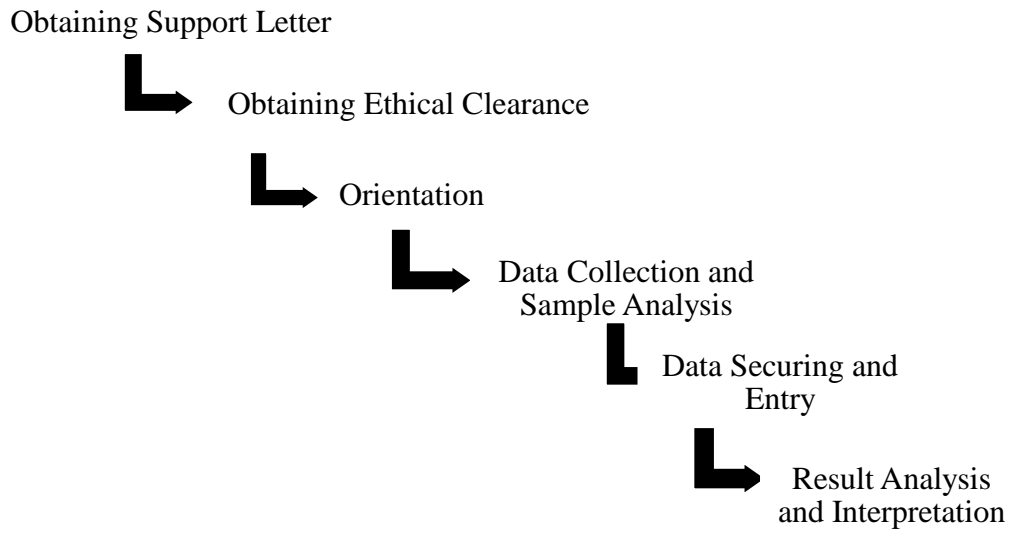 Obtaining Support Letter
Obtaining Ethical Clearance
Orientation
Data Collection and
Sample Analysis
Data Securing and
Entry
Result Analysis
and Interpretation